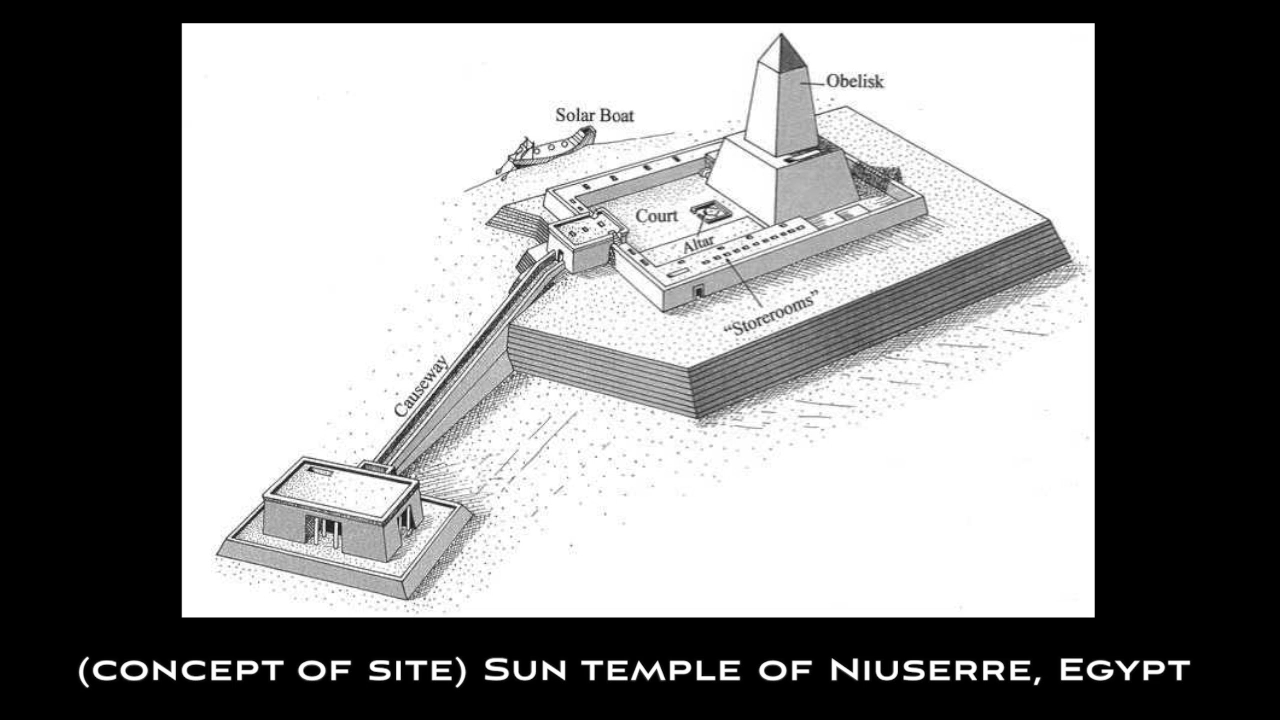 Obelisk
Solar Boat
Court
Altar
“Storerooms”
Causeway
(concept of site) Sun temple of Niuserre, Egypt